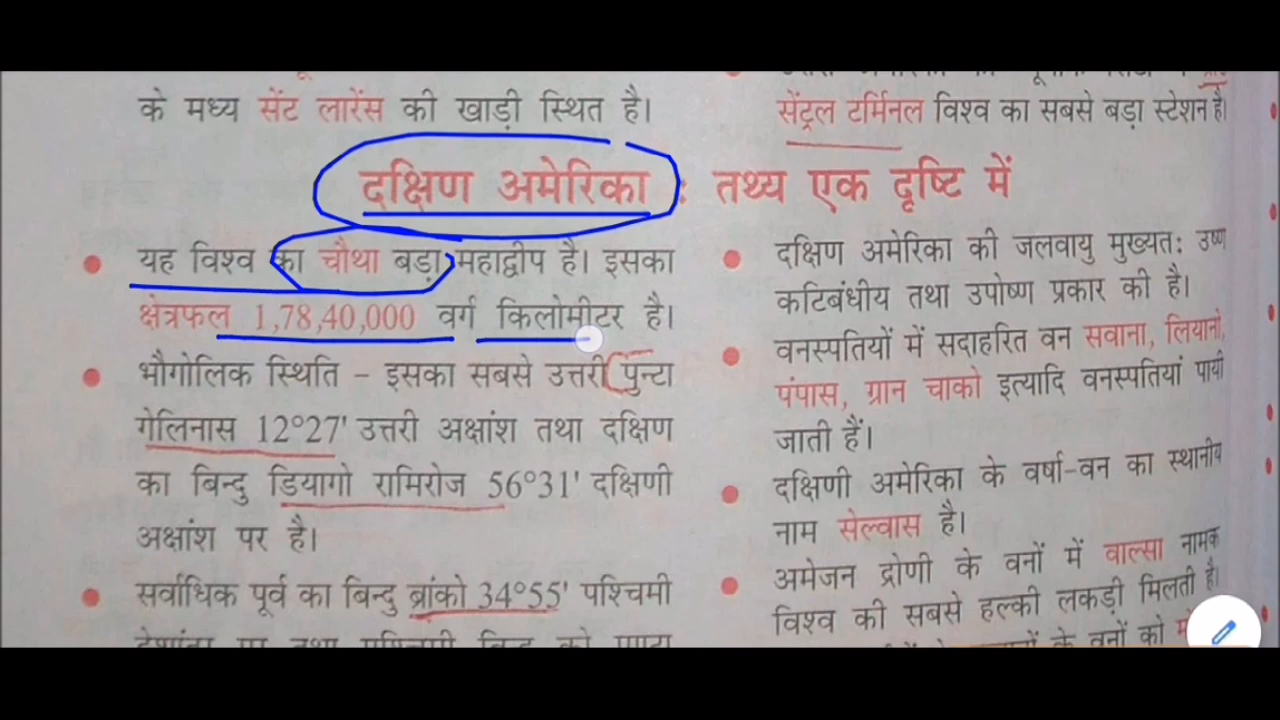 के मध्य सेंट लारेंस की खाड़ी स्थित है।
सेंट्रल टर्मिनल विश्व का सबसे बड़ा स्टेशन है।
दक्षिण अमेरिका : तथ्य एक दृष्टि में
यह विश्व का चौथा बड़ा महाद्वीप है। इसका
क्षेत्रफल 1,78,40,000 वर्ग किलोमीटर है।
भौगोलिक स्थिति – इसका सबसे उत्तरी पुन्टा
गेलिनास 12°27' उत्तरी अक्षांश तथा दक्षिण
का बिन्दु डियागो रामिरोज 56°31' दक्षिणी
अक्षांश पर है।
सर्वाधिक पूर्व का बिन्दु ब्रांको 34°55' पश्चिमी
दक्षिण अमेरिका की जलवायु मुख्यतः उष्ण
कटिबंधीय तथा उपोष्ण प्रकार की है।
वनस्पतियों में सदाहरित वन सवाना, लियानो,
पंपास, ग्रान चाको इत्यादि वनस्पतियां पायी
जाती हैं।
दक्षिणी अमेरिका के वर्षा-वन का स्थानीय
नाम सेल्वास है।
अमेजन द्रोणी के वनों में वाल्सा नामक
विश्व की सबसे हल्की लकड़ी मिलती है।
के वनों को